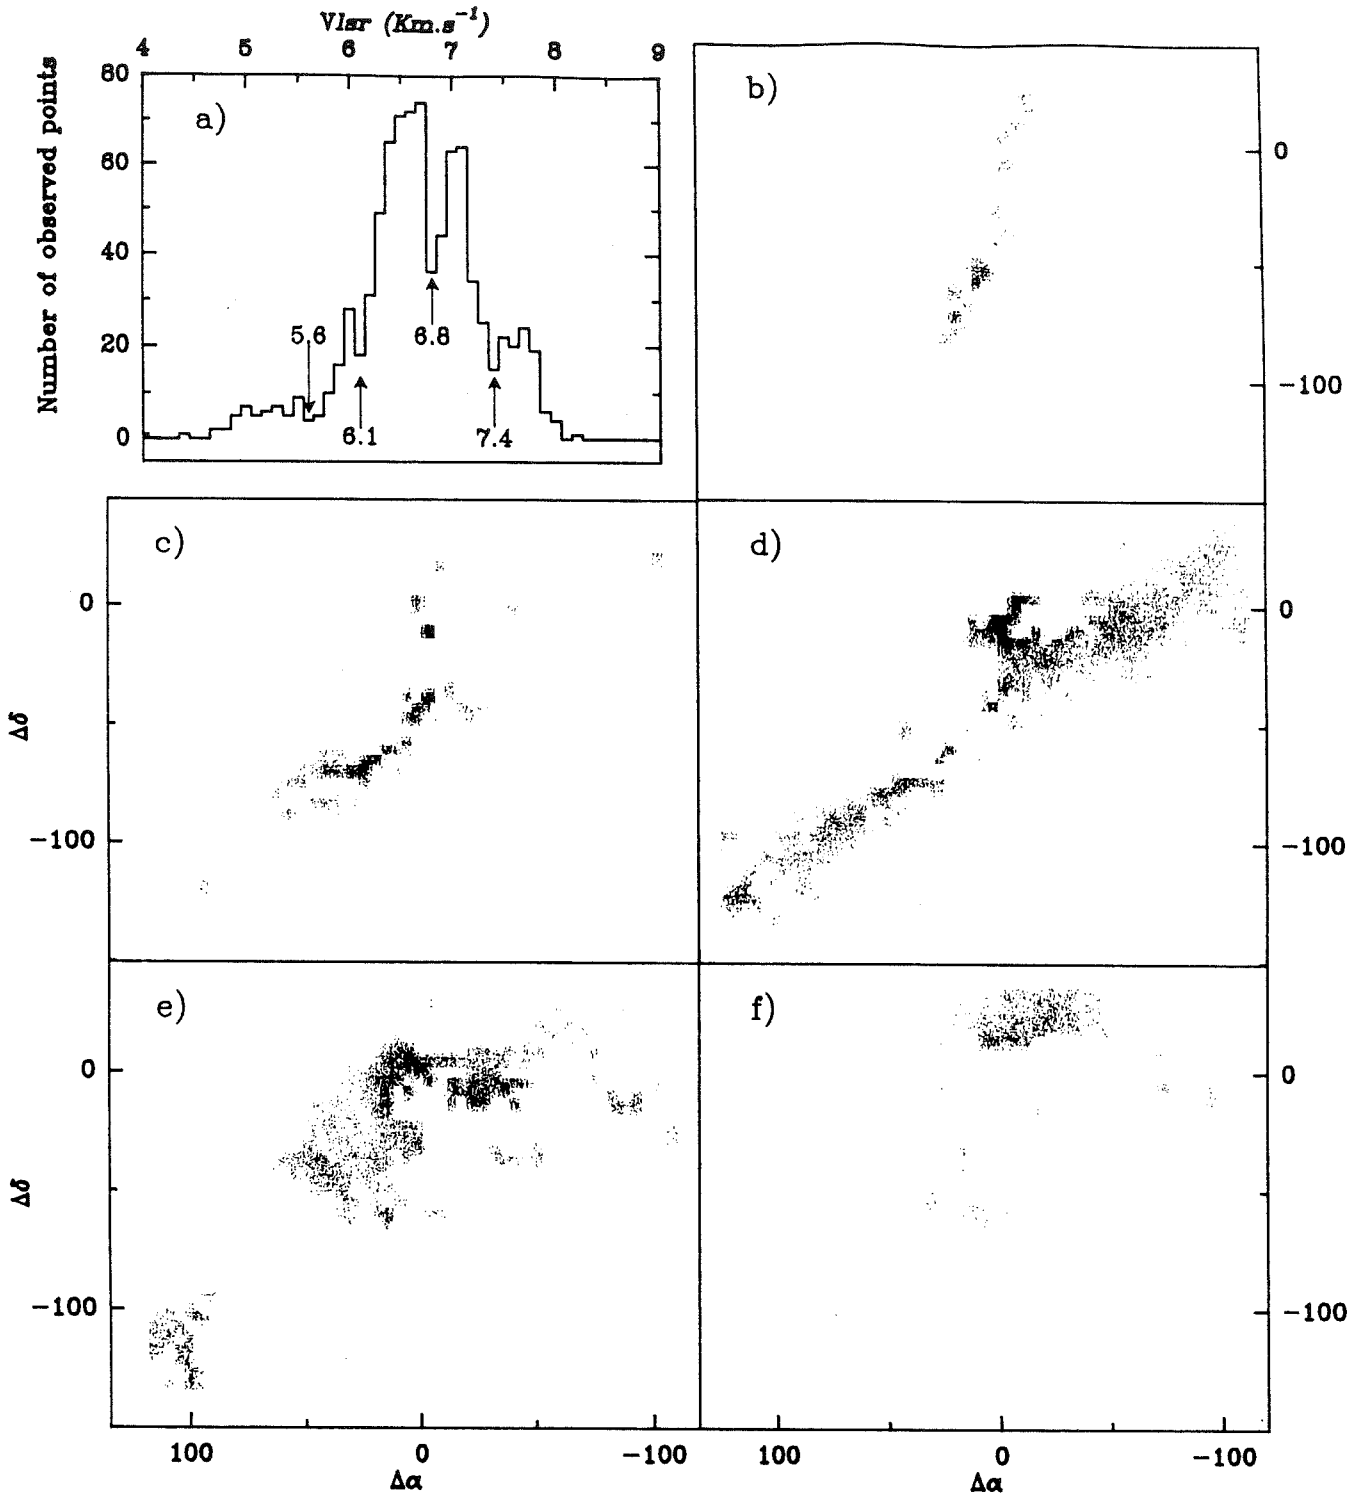 Vlsr (Km.s⁻¹)
4 5 6 7 8 9
Number of observed points
80
60
40
20
0
a)
5.6
6.8
6.1
7.4
b)
0
−100
c)
Δδ
0
−100
d)
0
−100
e)
Δδ
0
−100
100 0 −100
Δα
f)
0
−100
100 0 −100
Δα